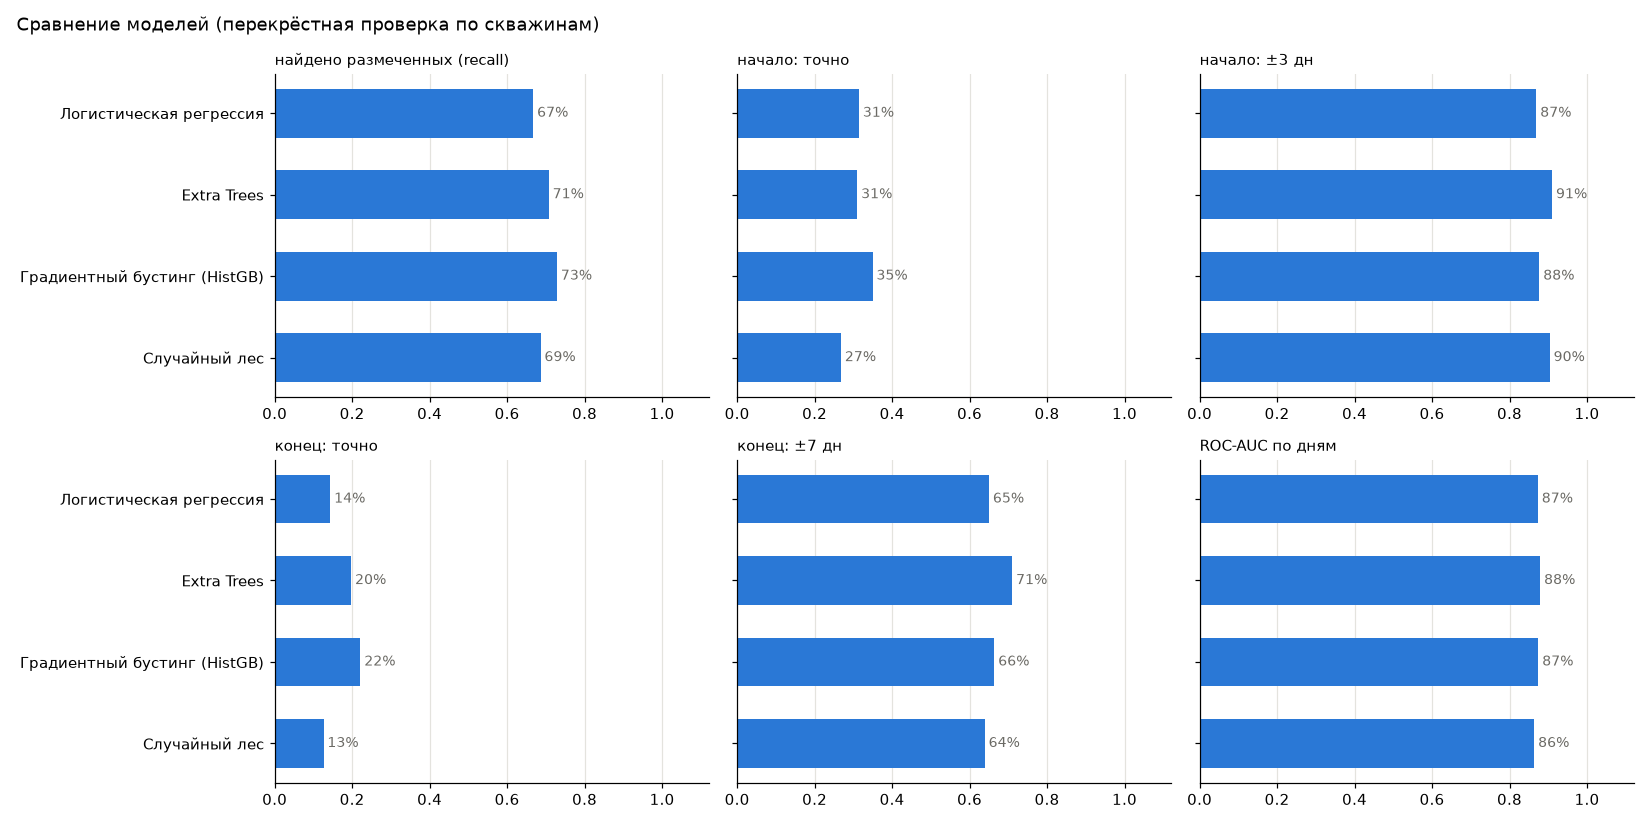 Сравнение моделей (перекрёстная проверка по скважинам)
найдено размеченных (recall)
Логистическая регрессия
67%
Extra Trees
71%
Градиентный бустинг (HistGB)
73%
Случайный лес
69%
0.0 0.2 0.4 0.6 0.8 1.0
начало: точно
31%
31%
35%
27%
0.0 0.2 0.4 0.6 0.8 1.0
начало: ±3 дн
87%
91%
88%
90%
0.0 0.2 0.4 0.6 0.8 1.0
конец: точно
Логистическая регрессия
14%
Extra Trees
20%
Градиентный бустинг (HistGB)
22%
Случайный лес
13%
0.0 0.2 0.4 0.6 0.8 1.0
конец: ±7 дн
65%
71%
66%
64%
0.0 0.2 0.4 0.6 0.8 1.0
ROC-AUC по дням
87%
88%
87%
86%
0.0 0.2 0.4 0.6 0.8 1.0